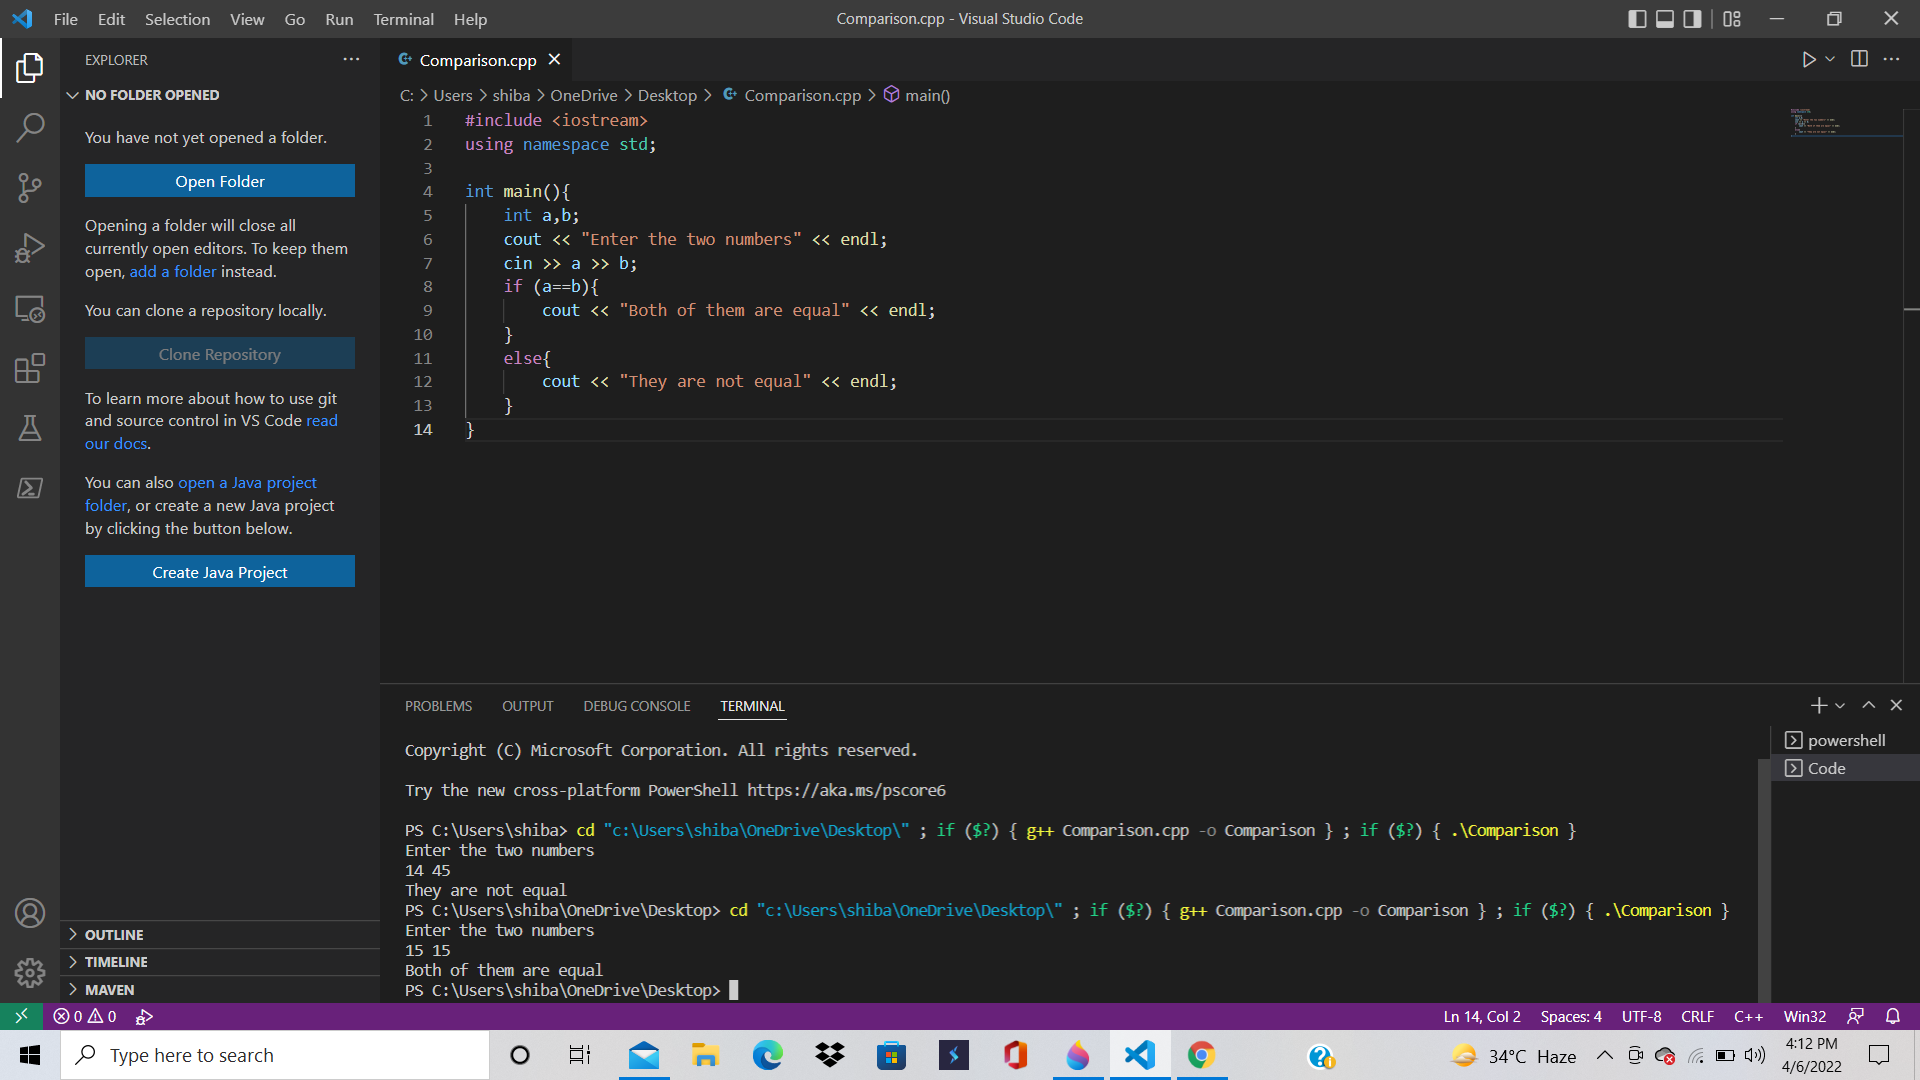 File Edit Selection View Go Run Terminal Help
Comparison.cpp - Visual Studio Code
EXPLORER
NO FOLDER OPENED
You have not yet opened a folder.
Open Folder
Opening a folder will close all
currently open editors. To keep them
open, add a folder instead.
You can clone a repository locally.
Clone Repository
To learn more about how to use git
and source control in VS Code read
our docs.
You can also open a Java project
folder, or create a new Java project
by clicking the button below.
Create Java Project
OUTLINE
TIMELINE
MAVEN
Comparison.cpp
C: > Users > shiba > OneDrive > Desktop > Comparison.cpp > main()
1 #include <iostream>
2 using namespace std;
3
4 int main(){
5 int a,b;
6 cout << "Enter the two numbers" << endl;
7 cin >> a >> b;
8 if (a==b){
9 cout << "Both of them are equal" << endl;
10 }
11 else{
12 cout << "They are not equal" << endl;
13 }
14 }
PROBLEMS OUTPUT DEBUG CONSOLE TERMINAL
Copyright (C) Microsoft Corporation. All rights reserved.
Try the new cross-platform PowerShell https://aka.ms/pscore6
PS C:\Users\shiba> cd "c:\Users\shiba\OneDrive\Desktop\" ; if ($?) { g++ Comparison.cpp -o Comparison } ; if ($?) { .\Comparison }
Enter the two numbers
14 45
They are not equal
PS C:\Users\shiba\OneDrive\Desktop> cd "c:\Users\shiba\OneDrive\Desktop\" ; if ($?) { g++ Comparison.cpp -o Comparison } ; if ($?) { .\Comparison }
Enter the two numbers
15 15
Both of them are equal
PS C:\Users\shiba\OneDrive\Desktop>
powershell
Code
0 0
Ln 14, Col 2 Spaces: 4 UTF-8 CRLF C++ Win32
Type here to search
34°C Haze
4:12 PM
4/6/2022